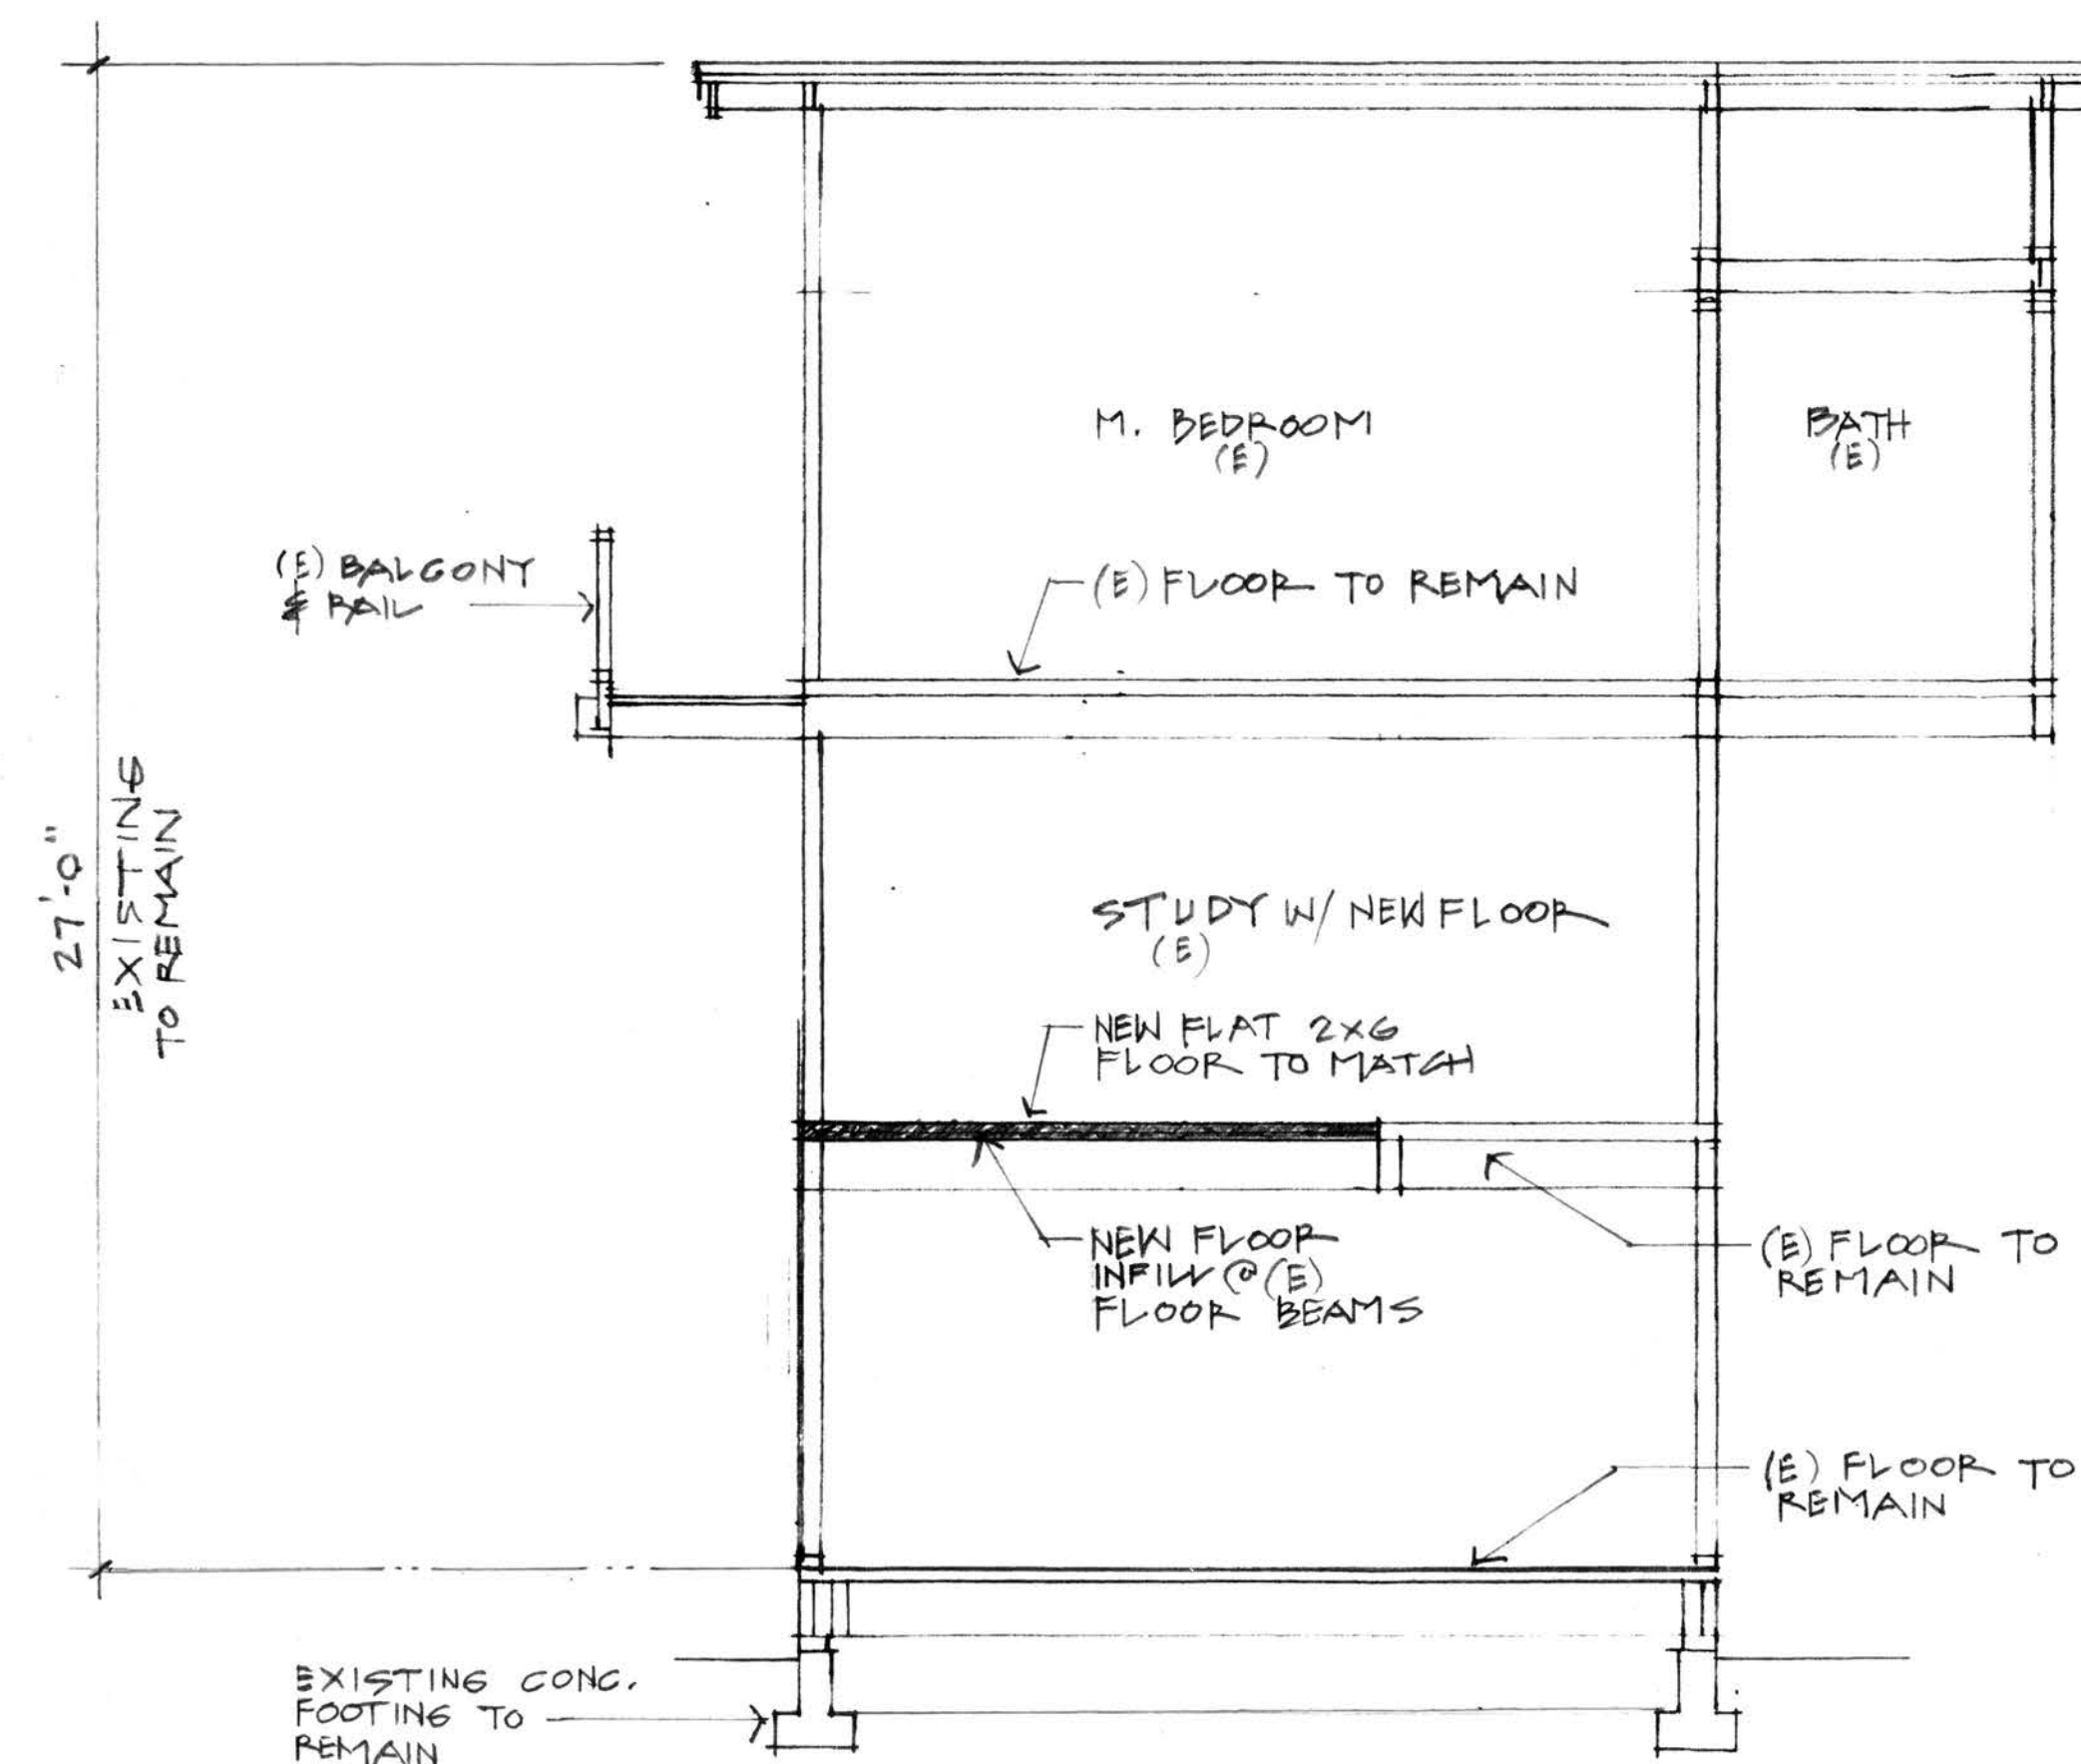 M. BEDROOM
(E)
BATH
(E)
(E) BALCONY
& RAIL
(E) FLOOR TO REMAIN
27'-0"
EXISTING
TO REMAIN
STUDY W/ NEW FLOOR
(E)
NEW FLAT 2X6
FLOOR TO MATCH
NEW FLOOR
INFILL @ (E)
FLOOR BEAMS
(E) FLOOR TO
REMAIN
(E) FLOOR TO
REMAIN
EXISTING CONC.
FOOTING TO
REMAIN